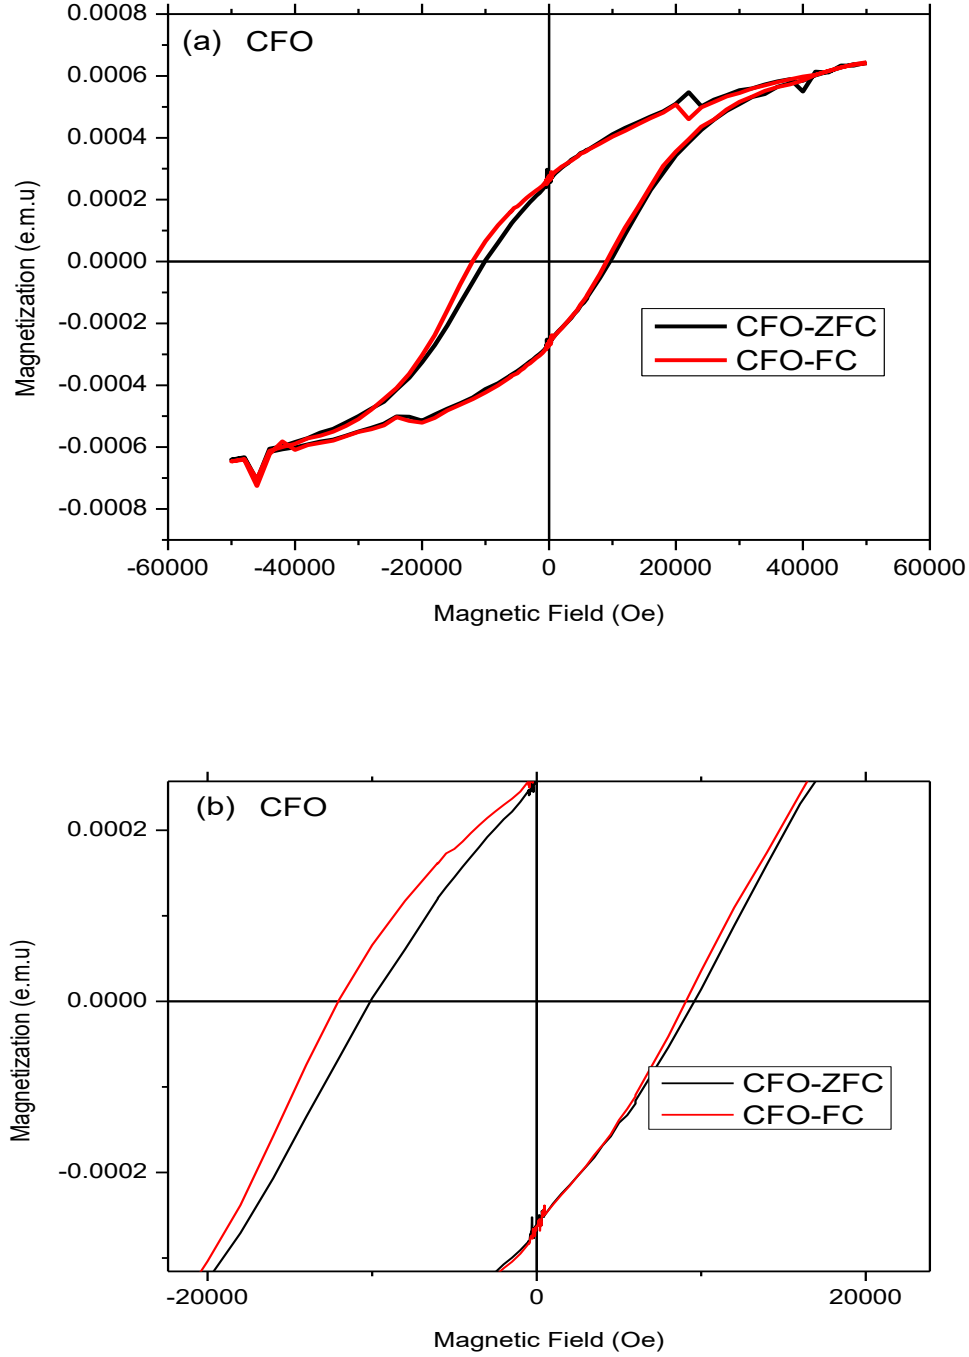 (a) CFO
0.0008
0.0006
0.0004
0.0002
0.0000
-0.0002
-0.0004
-0.0006
-0.0008
Magnetization (e.m.u)
CFO-ZFC
CFO-FC
-60000 -40000 -20000 0 20000 40000 60000
Magnetic Field (Oe)
(b) CFO
0.0002
0.0000
-0.0002
Magnetization (e.m.u)
CFO-ZFC
CFO-FC
-20000 0 20000
Magnetic Field (Oe)